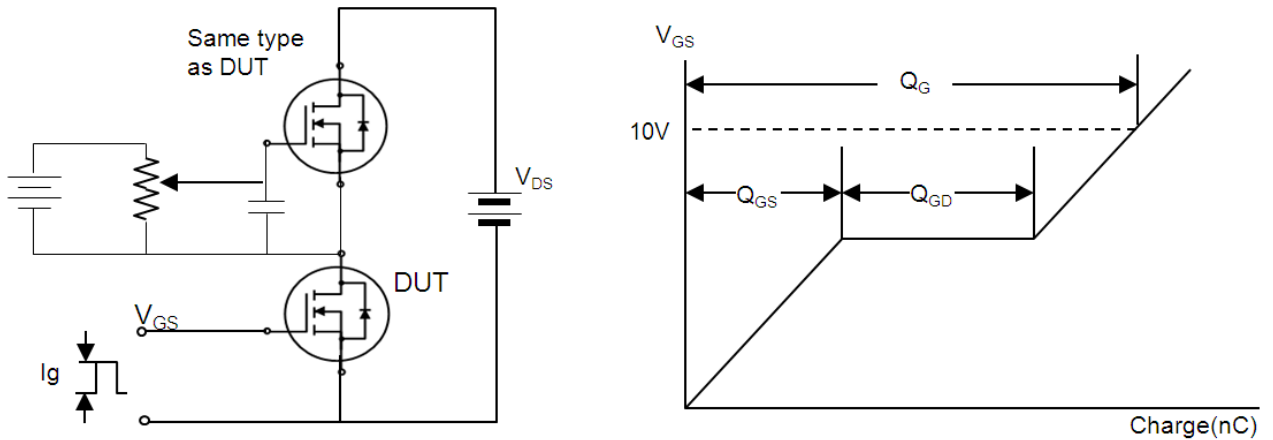 Same type
as DUT
V_DS
DUT
V_GS
Ig
V_GS
Q_G
10V
Q_GS
Q_GD
Charge(nC)